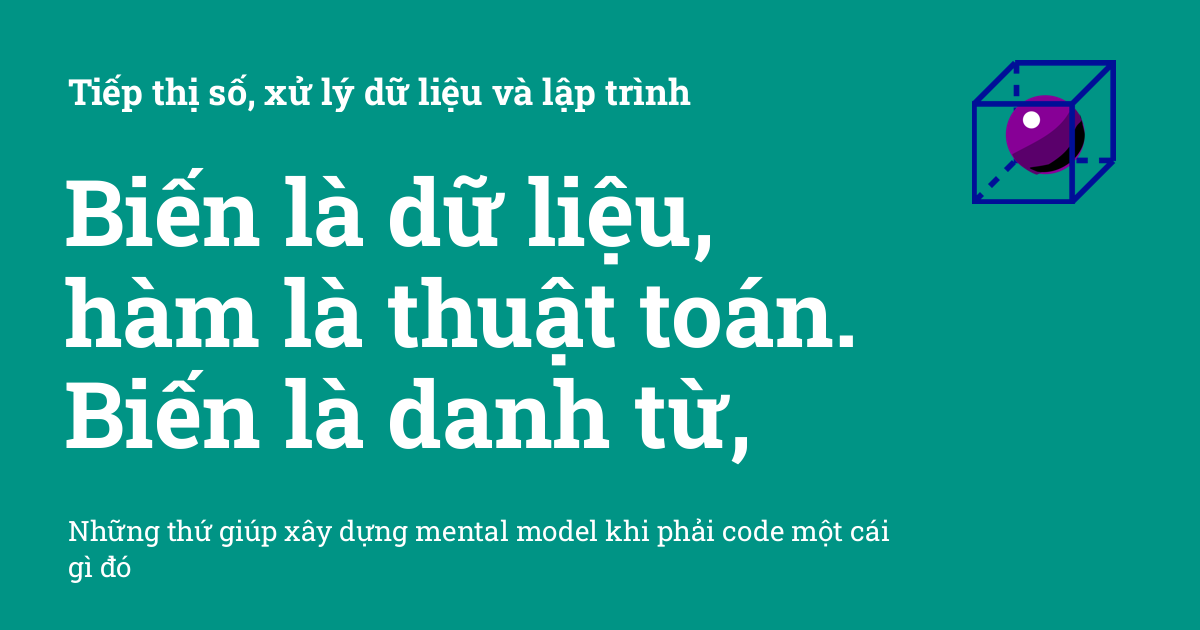 Tiếp thị số, xử lý dữ liệu và lập trình
Biến là dữ liệu,
hàm là thuật toán.
Biến là danh từ,
Những thứ giúp xây dựng mental model khi phải code một cái
gì đó